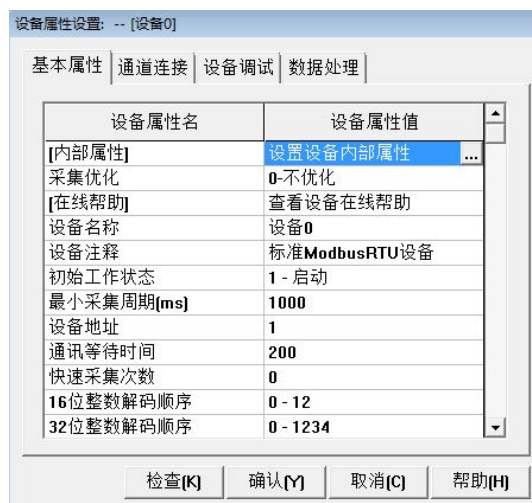 设备属性设置: -- [设备0]
基本属性 通道连接 设备调试 数据处理
设备属性名 设备属性值
[内部属性] 设置设备内部属性 ...
采集优化 0-不优化
[在线帮助] 查看设备在线帮助
设备名称 设备0
设备注释 标准ModbusRTU设备
初始工作状态 1 - 启动
最小采集周期(ms) 1000
设备地址 1
通讯等待时间 200
快速采集次数 0
16位整数解码顺序 0 - 12
32位整数解码顺序 0 - 1234
检查(K) 确认(Y) 取消(C) 帮助(H)